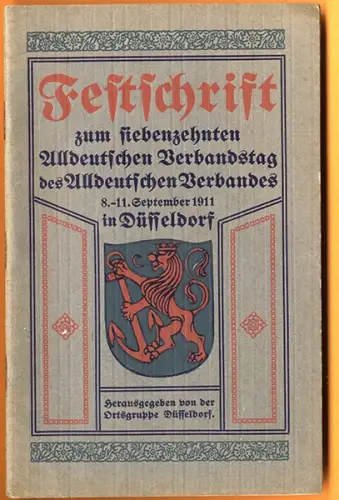 Festschrift
zum siebenzehnten
Alldeutschen Verbandstag
des Alldeutschen Verbandes
8.-11. September 1911
in Düsseldorf
Herausgegeben von der
Ortsgruppe Düsseldorf.